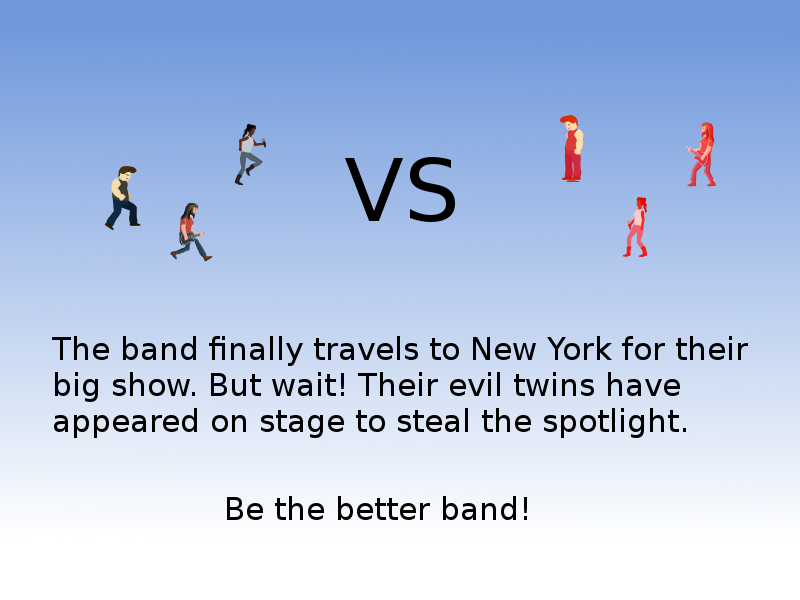 VS
The band finally travels to New York for their
big show. But wait! Their evil twins have
appeared on stage to steal the spotlight.
Be the better band!